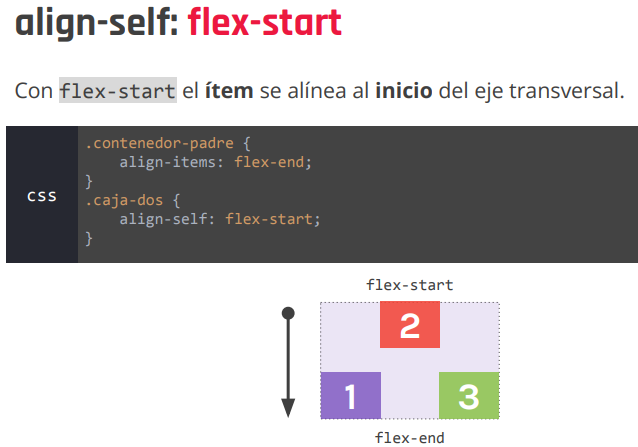 align-self: flex-start
Con flex-start el ítem se alínea al inicio del eje transversal.
css
.contenedor-padre {
    align-items: flex-end;
}
.caja-dos {
    align-self: flex-start;
}
flex-start
2
1 3
flex-end